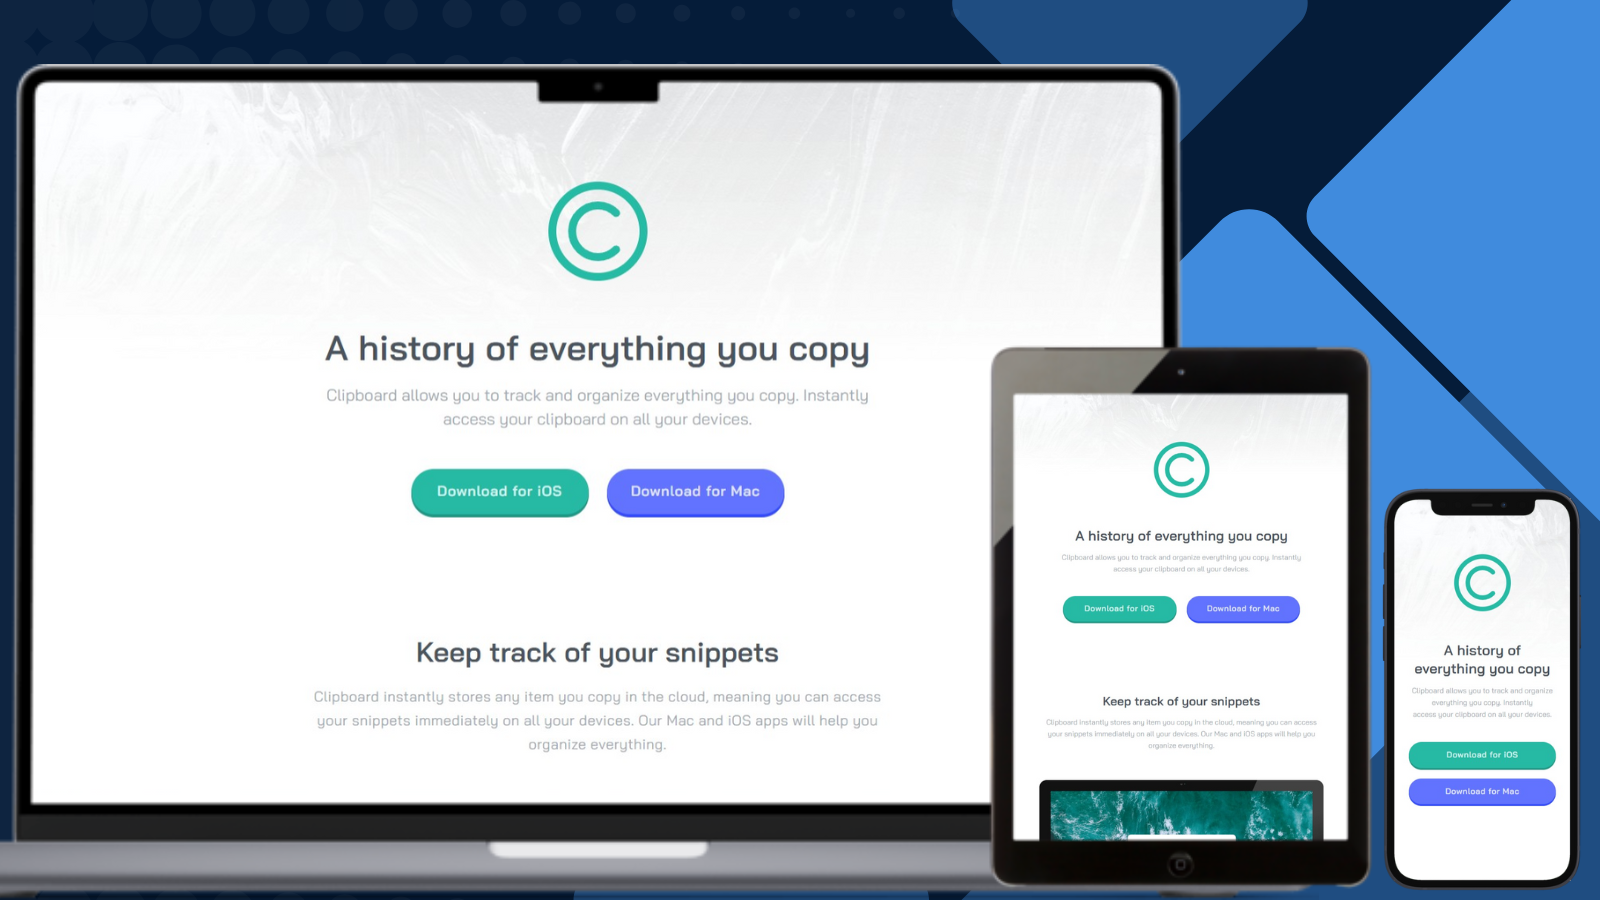 A history of everything you copy
Clipboard allows you to track and organize everything you copy. Instantly
access your clipboard on all your devices.
Download for iOS
Download for Mac
Keep track of your snippets
Clipboard instantly stores any item you copy in the cloud, meaning you can access
your snippets immediately on all your devices. Our Mac and iOS apps will help you
organize everything.
A history of everything you copy
Clipboard allows you to track and organize everything you copy. Instantly
access your clipboard on all your devices.
Download for iOS
Download for Mac
Keep track of your snippets
Clipboard instantly stores any item you copy in the cloud, meaning you can access
your snippets immediately on all your devices. Our Mac and iOS apps will help you
organize everything.
A history of
everything you copy
Clipboard allows you to track and organize
everything you copy. Instantly
access your clipboard on all your devices.
Download for iOS
Download for Mac